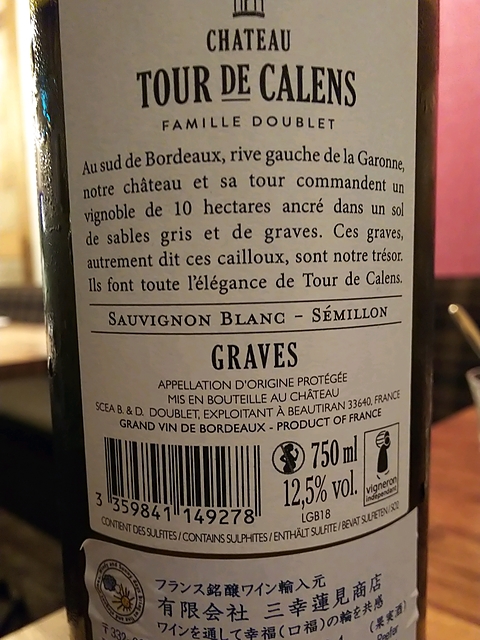 CHATEAU
TOUR DE CALENS
FAMILLE DOUBLET
Au sud de Bordeaux, rive gauche de la Garonne,
notre château et sa tour commandent un
vignoble de 10 hectares ancré dans un sol
de sables gris et de graves. Ces graves,
autrement dit ces cailloux, sont notre trésor.
Ils font toute l'élégance de Tour de Calens.
SAUVIGNON BLANC - SÉMILLON
GRAVES
APPELLATION D'ORIGINE PROTÉGÉE
MIS EN BOUTEILLE AU CHÂTEAU
SCEA B. & D. DOUBLET, EXPLOITANT À BEAUTIRAN 33640, FRANCE
GRAND VIN DE BORDEAUX - PRODUCT OF FRANCE
750 ml
12,5% vol.
LGB18
vigneron
indépendant
3 359841 149278
CONTIENT DES SULFITES / CONTAINS SULPHITES / ENTHÄLT SULFITE / BEVAT SULFIETEN / SO2
フランス銘醸ワイン輸入元
有限会社 三幸蓮見商店
ワインを通して幸福(口福)の輪を共感
(果実酒)
〒339